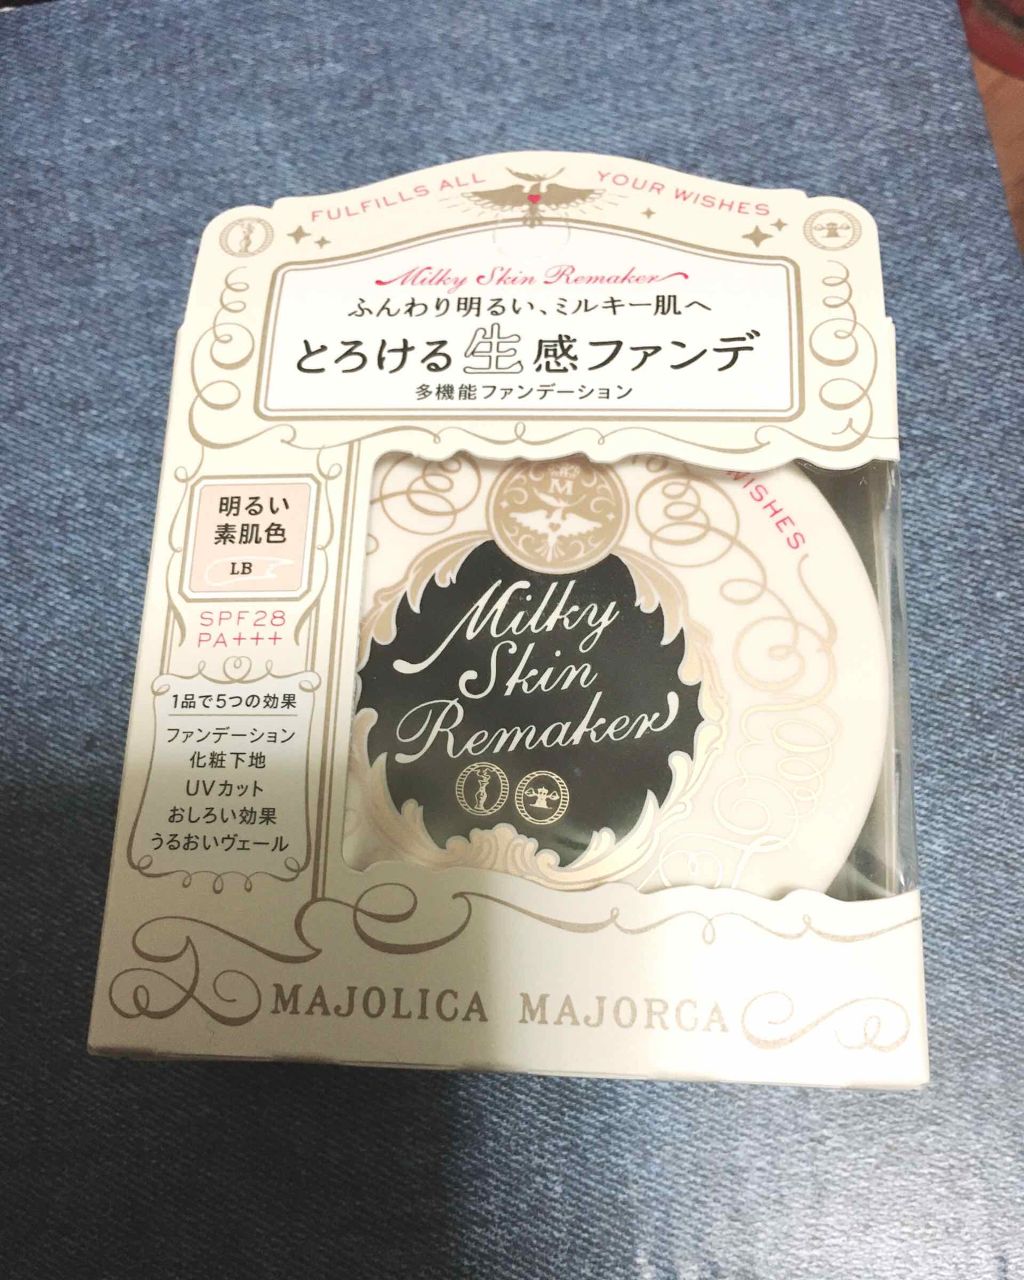 FULFILLS ALL YOUR WISHES
Milky Skin Remaker
ふんわり明るい、ミルキー肌へ
とろける生感ファンデ
多機能ファンデーション
明るい
素肌色
LB
SPF28
PA+++
1品で5つの効果
ファンデーション
化粧下地
UVカット
おしろい効果
うるおいヴェール
WISHES
M
Milky
Skin
Remaker
MAJOLICA MAJORCA